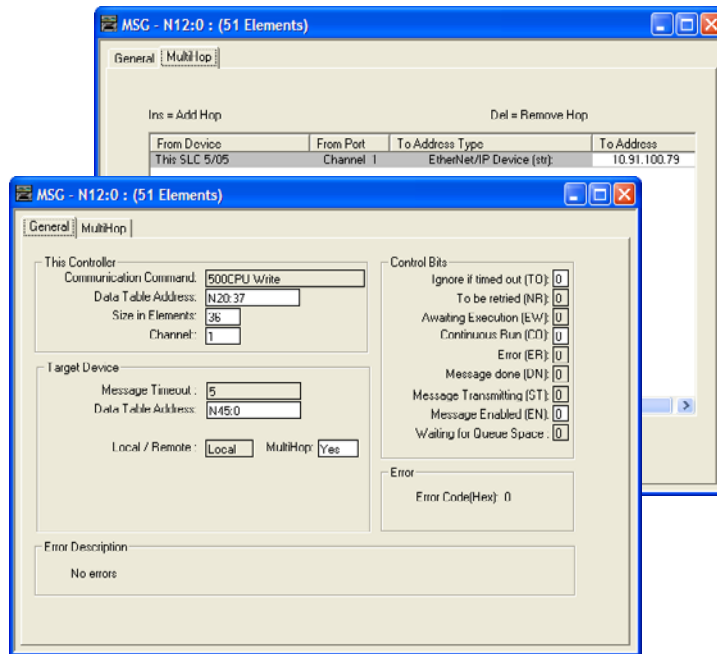 MSG - N12:0 : (51 Elements)
General MultiHop
Ins = Add Hop Del = Remove Hop
From Device From Port To Address Type To Address
This SLC 5/05 Channel 1 EtherNet/IP Device (str): 10.91.100.79
MSG - N12:0 : (51 Elements)
General MultiHop
This Controller
Communication Command: 500CPU Write
Data Table Address: N20:37
Size in Elements: 36
Channel: 1
Target Device
Message Timeout : 5
Data Table Address: N45:0
Local / Remote : Local MultiHop: Yes
Control Bits
Ignore if timed out (TO): 0
To be retried (NR): 0
Awaiting Execution (EW): 0
Continuous Run (CO): 0
Error (ER): 0
Message done (DN): 0
Message Transmitting (ST): 0
Message Enabled (EN): 0
Waiting for Queue Space : 0
Error
Error Code(Hex): 0
Error Description
No errors